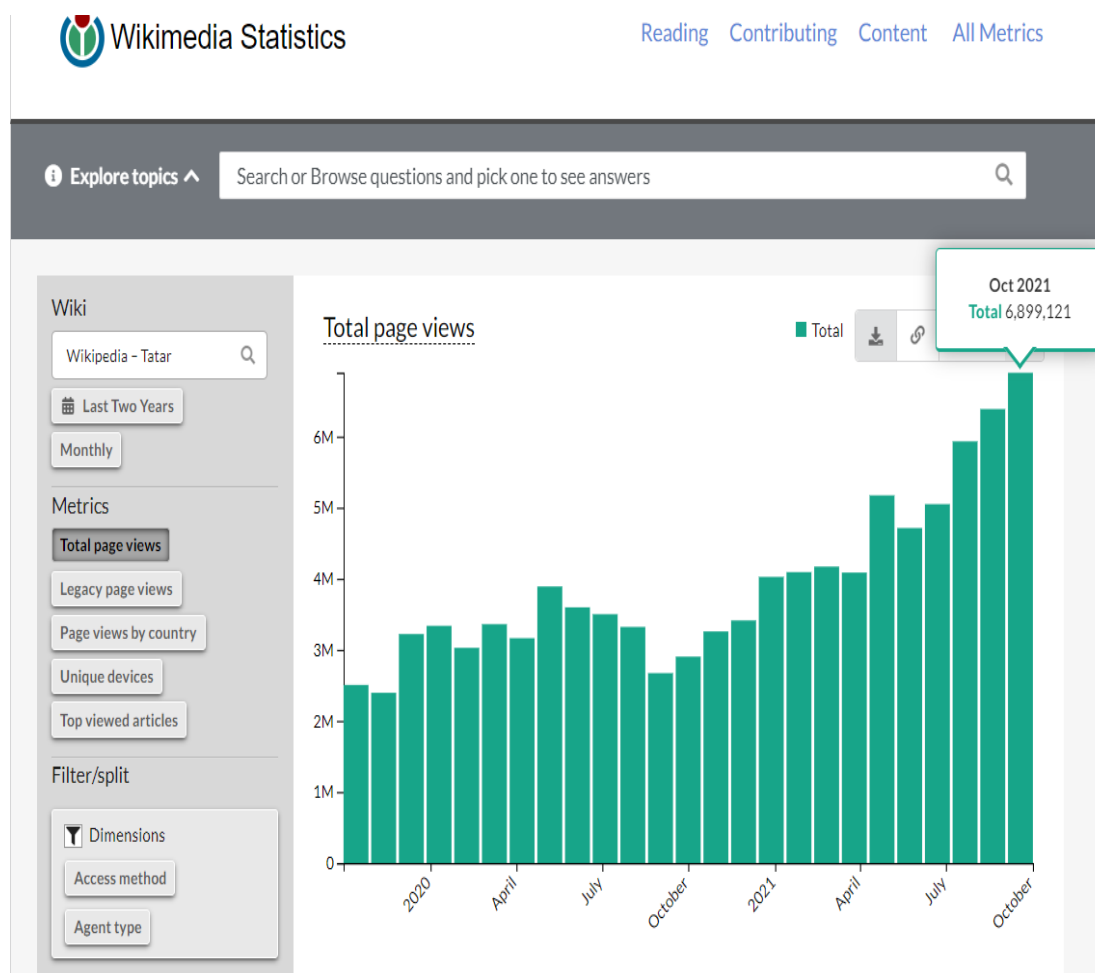 Wikimedia Statistics
Reading Contributing Content All Metrics
Explore topics
Search or Browse questions and pick one to see answers
Wiki
Wikipedia - Tatar
Last Two Years
Monthly
Metrics
Total page views
Legacy page views
Page views by country
Unique devices
Top viewed articles
Filter/split
Dimensions
Access method
Agent type
Total page views
Total
Oct 2021
Total 6,899,121
6M
5M
4M
3M
2M
1M
0
2020 April July October 2021 April July October